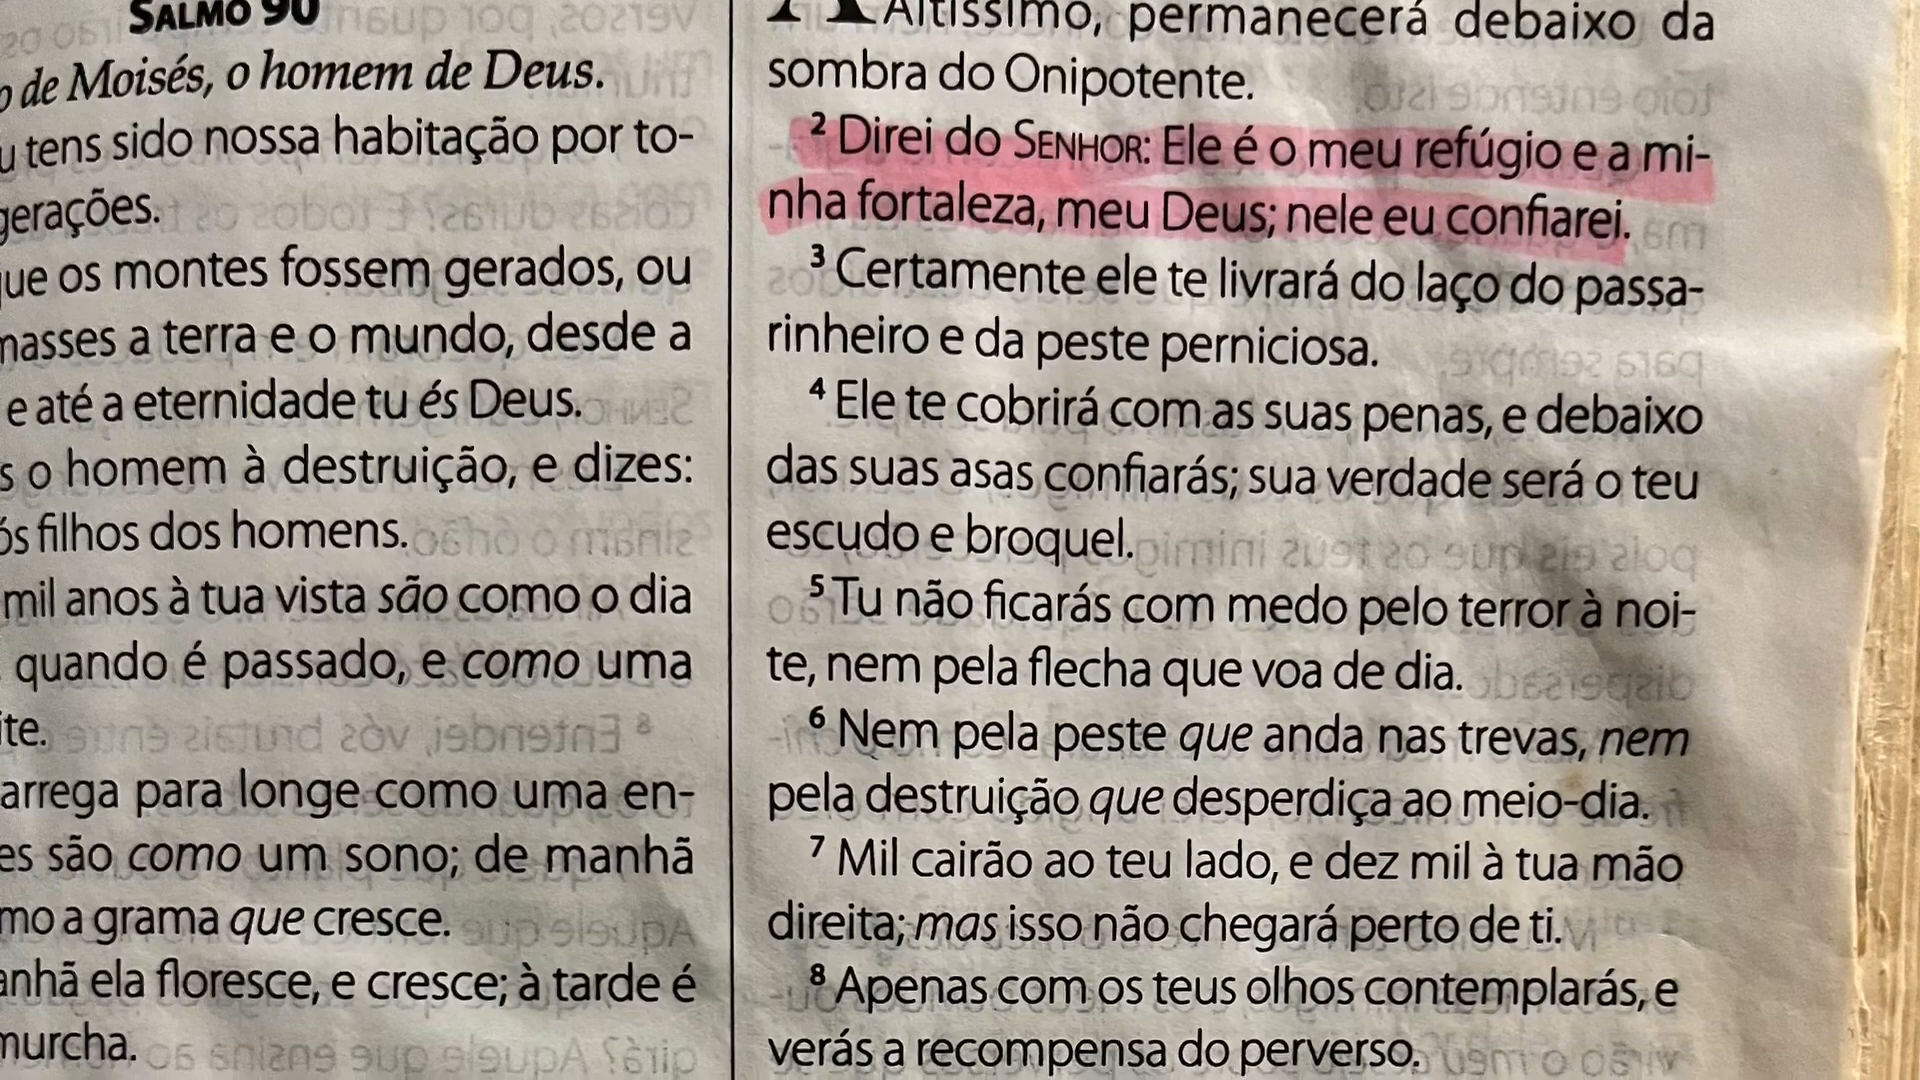 SALMO 90
de Moisés, o homem de Deus.
tens sido nossa habitação por to-
gerações.
que os montes fossem gerados, ou
masses a terra e o mundo, desde a
e até a eternidade tu és Deus.
s o homem à destruição, e dizes:
ós filhos dos homens.
mil anos à tua vista são como o dia
quando é passado, e como uma
ite.
arrega para longe como uma en-
es são como um sono; de manhã
mo a grama que cresce.
anhã ela floresce, e cresce; à tarde é
murcha.
Altíssimo, permanecerá debaixo da
sombra do Onipotente.
2 Direi do SENHOR: Ele é o meu refúgio e a mi-
nha fortaleza, meu Deus; nele eu confiarei.
3 Certamente ele te livrará do laço do passa-
rinheiro e da peste perniciosa.
4 Ele te cobrirá com as suas penas, e debaixo
das suas asas confiarás; sua verdade será o teu
escudo e broquel.
5 Tu não ficarás com medo pelo terror à noi-
te, nem pela flecha que voa de dia.
6 Nem pela peste que anda nas trevas, nem
pela destruição que desperdiça ao meio-dia.
7 Mil cairão ao teu lado, e dez mil à tua mão
direita; mas isso não chegará perto de ti.
8 Apenas com os teus olhos contemplarás, e
verás a recompensa do perverso.